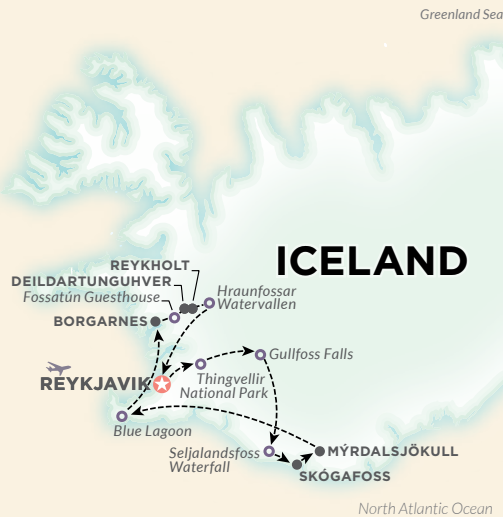 Greenland Sea
ICELAND
REYKHOLT
DEILDARTUNGUHVER
Fossatún Guesthouse
Hraunfossar
Watervallen
BORGARNES
Gullfoss Falls
REYKJAVIK
Thingvellir
National Park
Blue Lagoon
Seljalandsfoss
Waterfall
MÝRDALSJÖKULL
SKÓGAFOSS
North Atlantic Ocean